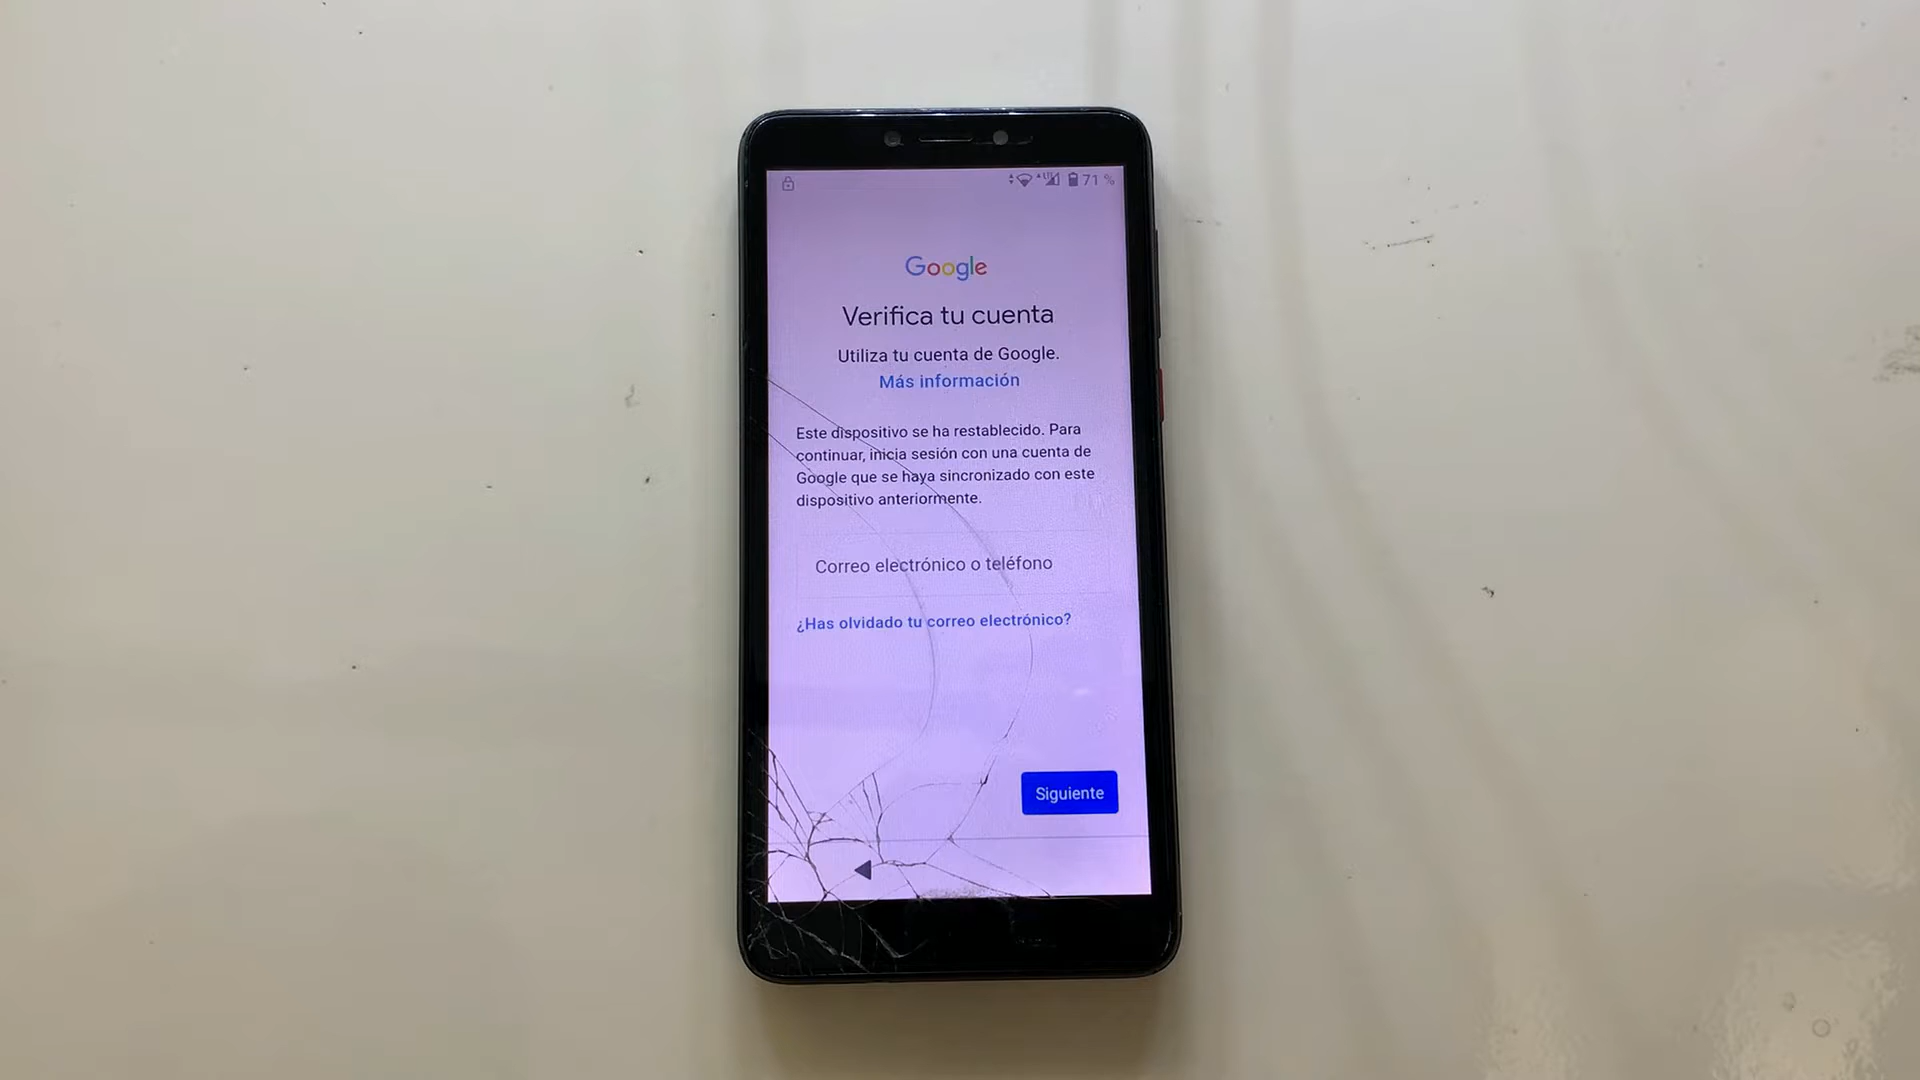 71 %
Google
Verifica tu cuenta
Utiliza tu cuenta de Google.
Más información
Este dispositivo se ha restablecido. Para
continuar, inicia sesión con una cuenta de
Google que se haya sincronizado con este
dispositivo anteriormente.
Correo electrónico o teléfono
¿Has olvidado tu correo electrónico?
Siguiente